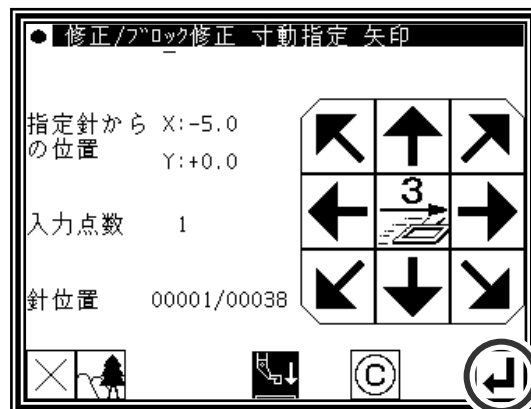 ● 修正/ブロック修正 寸動指定 矢印
指定針から X:-5.0
の位置 Y:+0.0
入力点数 1
針位置 00001/00038
3
C